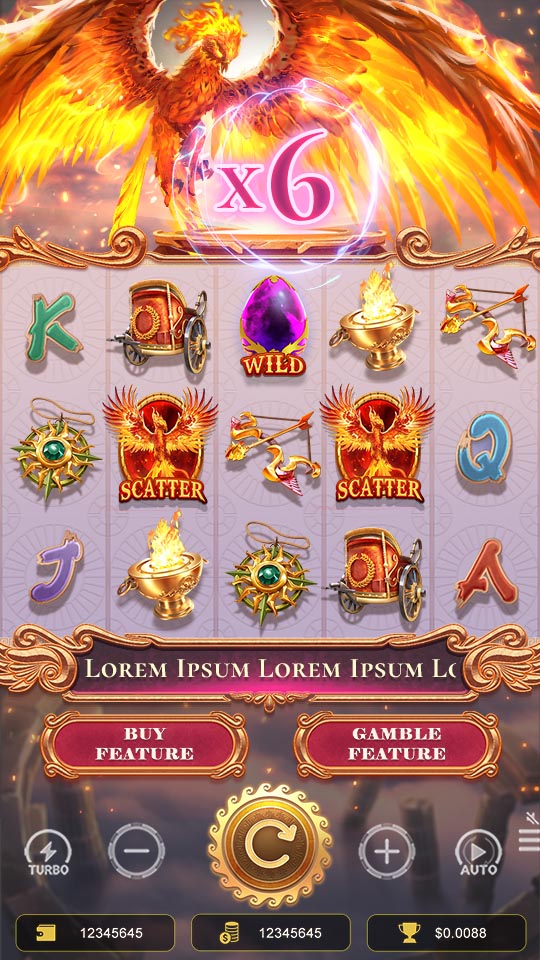 x6
K
WILD
SCATTER
SCATTER
Q
J
A
LOREM IPSUM LOREM IPSUM LO
BUY
FEATURE
GAMBLE
FEATURE
TURBO
AUTO
12345645
12345645
$0.0088